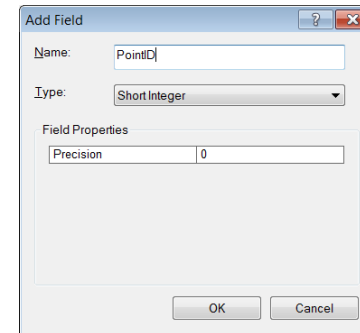 Add Field
Name: PointID
Type: Short Integer
Field Properties
Precision 0
OK Cancel